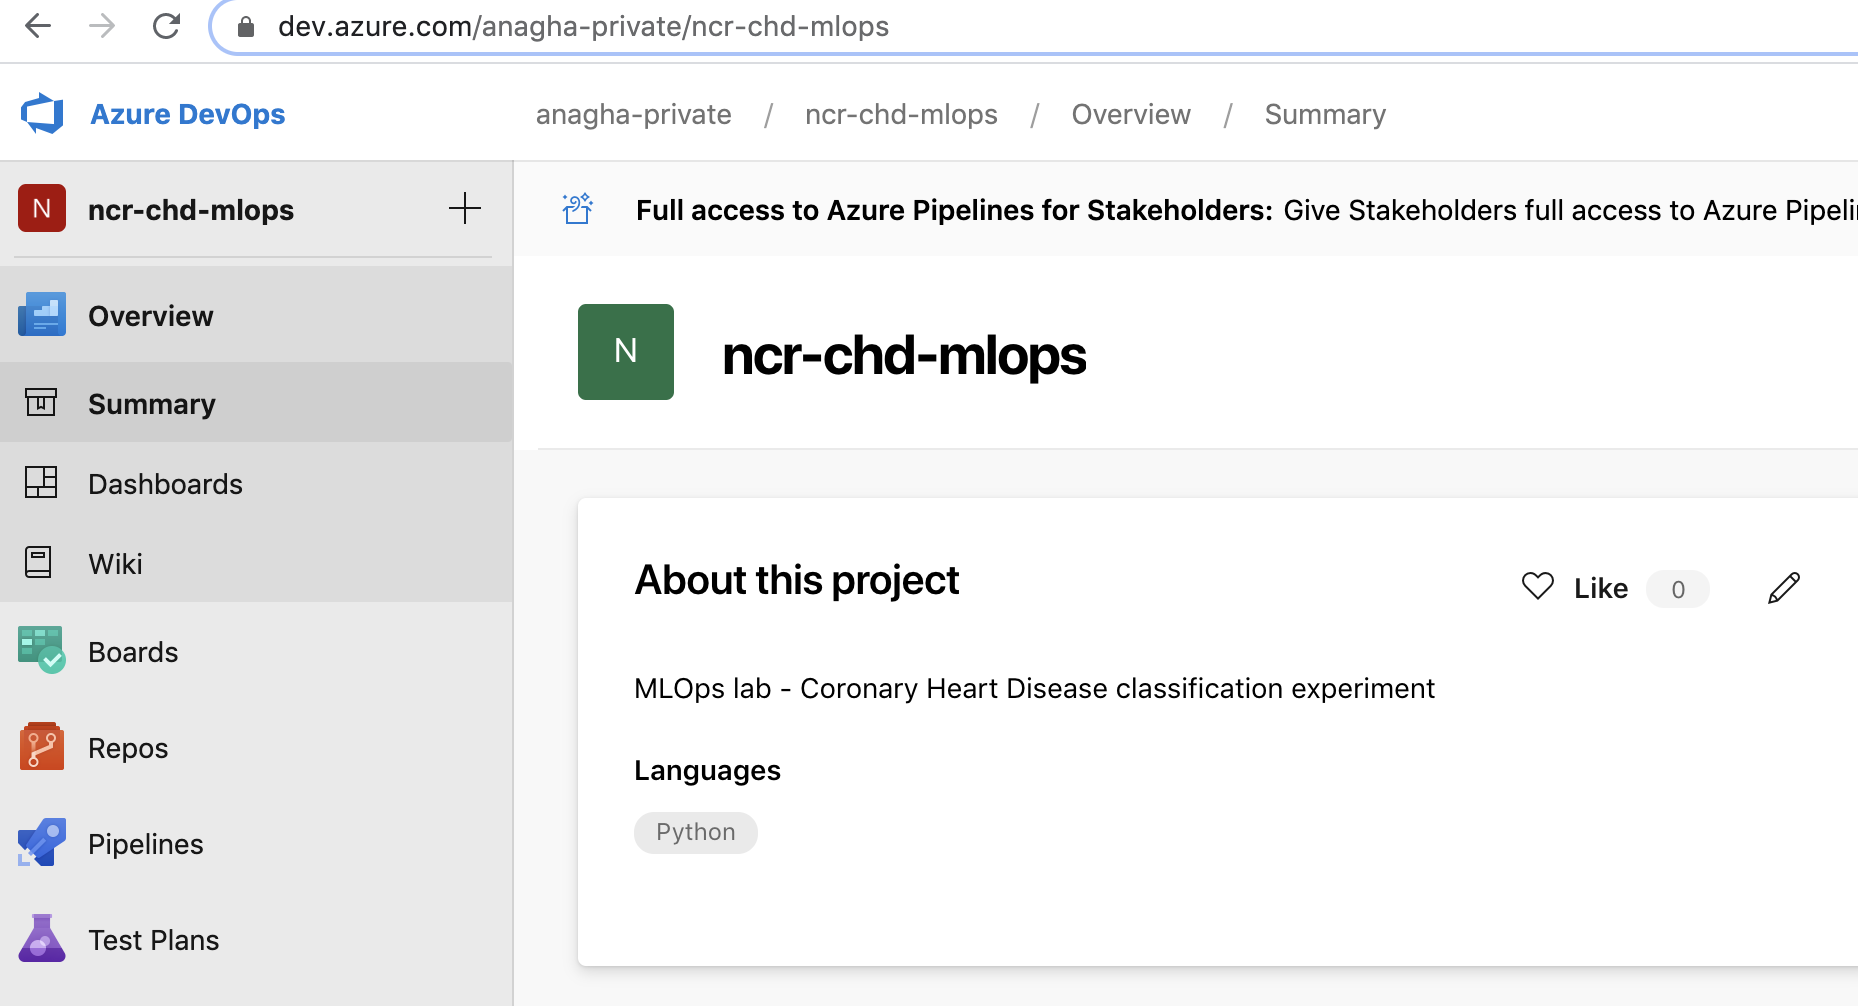 dev.azure.com/anagha-private/ncr-chd-mlops
Azure DevOps
anagha-private / ncr-chd-mlops / Overview / Summary
N ncr-chd-mlops
Full access to Azure Pipelines for Stakeholders: Give Stakeholders full access to Azure
Overview
N
ncr-chd-mlops
Summary
Dashboards
Wiki
Boards
Repos
Pipelines
Test Plans
About this project
Like 0
MLOps lab - Coronary Heart Disease classification experiment
Languages
Python